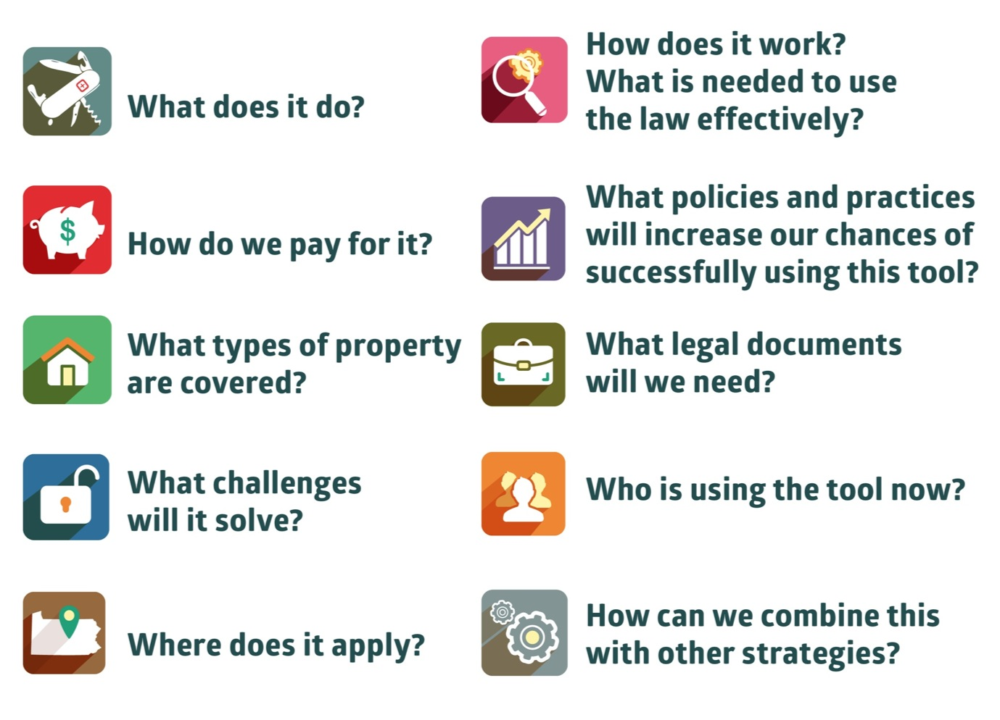 What does it do?
How do we pay for it?
$
What types of property
are covered?
What challenges
will it solve?
Where does it apply?
How does it work?
What is needed to use
the law effectively?
What policies and practices
will increase our chances of
successfully using this tool?
What legal documents
will we need?
Who is using the tool now?
How can we combine this
with other strategies?